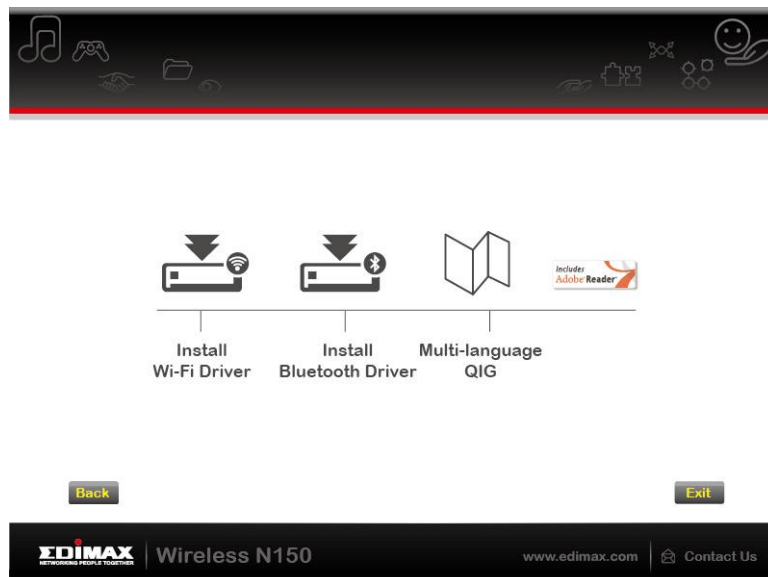 Includes
Adobe Reader
Install
Wi-Fi Driver
Install
Bluetooth Driver
Multi-language
QIG
Back
Exit
EDIMAX
NETWORKING PEOPLE TOGETHER
Wireless N150
www.edimax.com
Contact Us